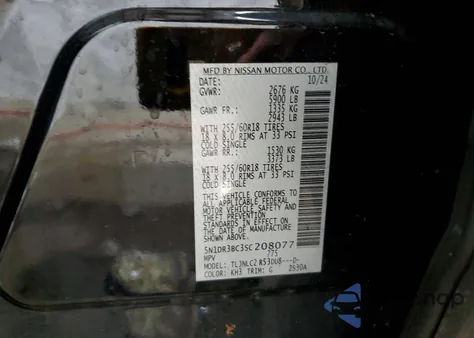 MFD BY NISSAN MOTOR CO., LTD.
DATE: 10/24
GVWR: 2676 KG
5900 LB
GAWR FR.: 1335 KG
2943 LB
WITH 255/60R18 TIRES
18 x 8.0 RIMS AT 33 PSI
COLD SINGLE
GAWR RR.: 1530 KG
3373 LB
WITH 255/60R18 TIRES
18 x 8.0 RIMS AT 33 PSI
COLD SINGLE
THIS VEHICLE CONFORMS TO
ALL APPLICABLE FEDERAL
MOTOR VEHICLE SAFETY AND
THEFT PREVENTION
STANDARDS IN EFFECT ON
THE DATE OF MANUFACTURE
SHOWN ABOVE.
5N1DR3BC3SC208077
MPV 775
COLOR: KH3 TRIM: G 2S30A